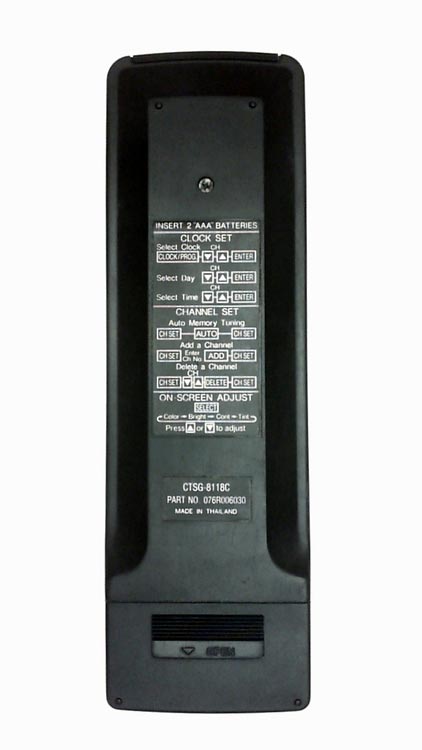 INSERT 2 "AAA" BATTERIES
CLOCK SET
Select Clock CH
CLOCK/PROG ▼ ▲ ENTER
CH
Select Day ▼ ▲ ENTER
CH
Select Time ▼ ▲ ENTER
CHANNEL SET
Auto Memory Tuning
CH SET AUTO CH SET
Add a Channel
CH SET Enter Ch No. ADD CH SET
Delete a Channel
CH
CH SET ▼ ▲ DELETE CH SET
ON-SCREEN ADJUST
SELECT
Color Bright Cont Tint
Press ▲ or ▼ to adjust
CTSG-8118C
PART NO. 076R006030
MADE IN THAILAND
OPEN